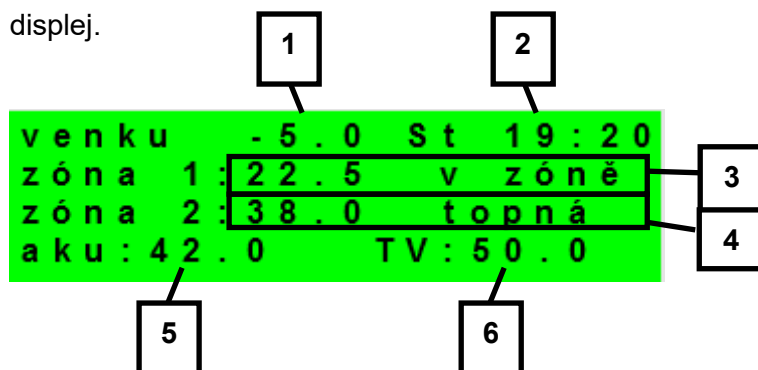 displej.
1 2
venku -5.0 St 19:20
zóna 1:22.5 v zóně
3
zóna 2:38.0 topná
4
aku:42.0 TV:50.0
5 6